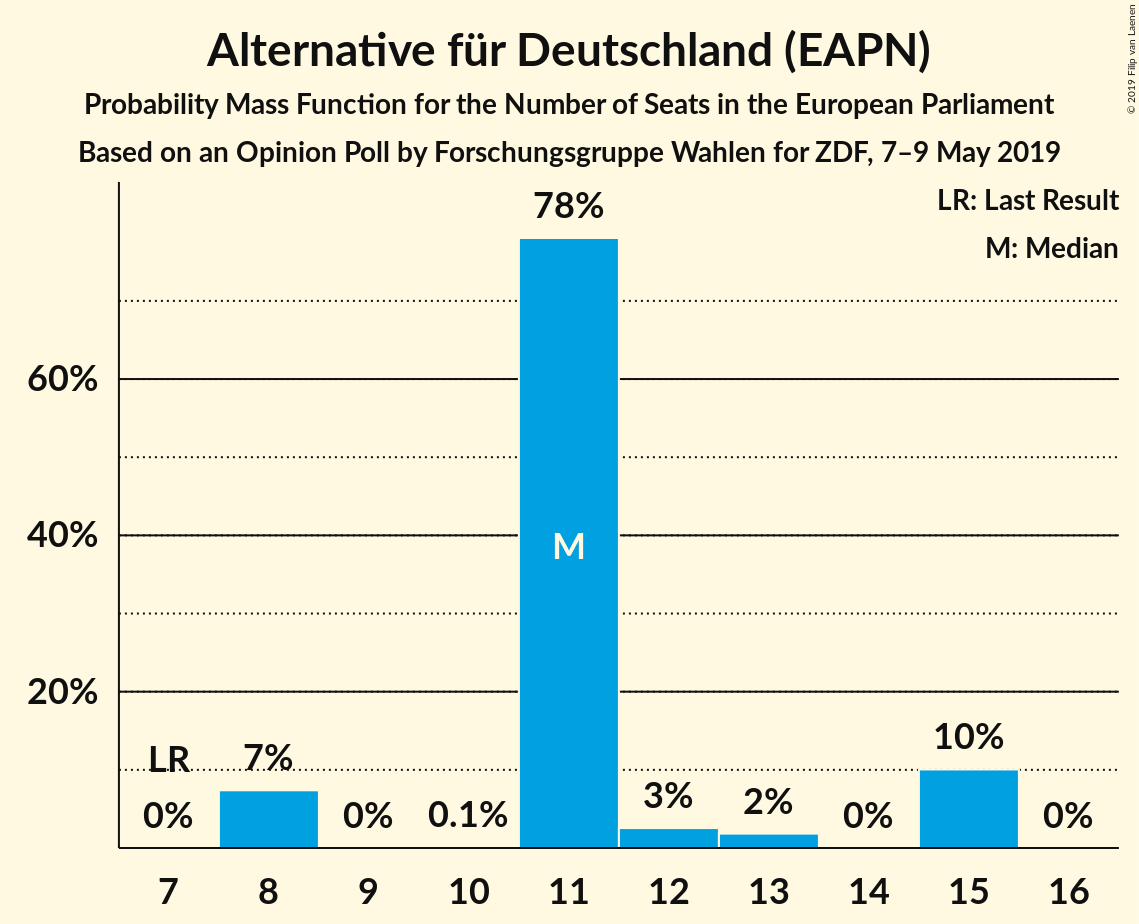 Alternative für Deutschland (EAPN)
Probability Mass Function for the Number of Seats in the European Parliament
Based on an Opinion Poll by Forschungsgruppe Wahlen for ZDF, 7–9 May 2019
© 2019 Filip van Laenen
LR: Last Result
M: Median
78%
60%
40%
20%
M
LR
0%
7%
0%
0.1%
3%
2%
0%
10%
0%
7 8 9 10 11 12 13 14 15 16